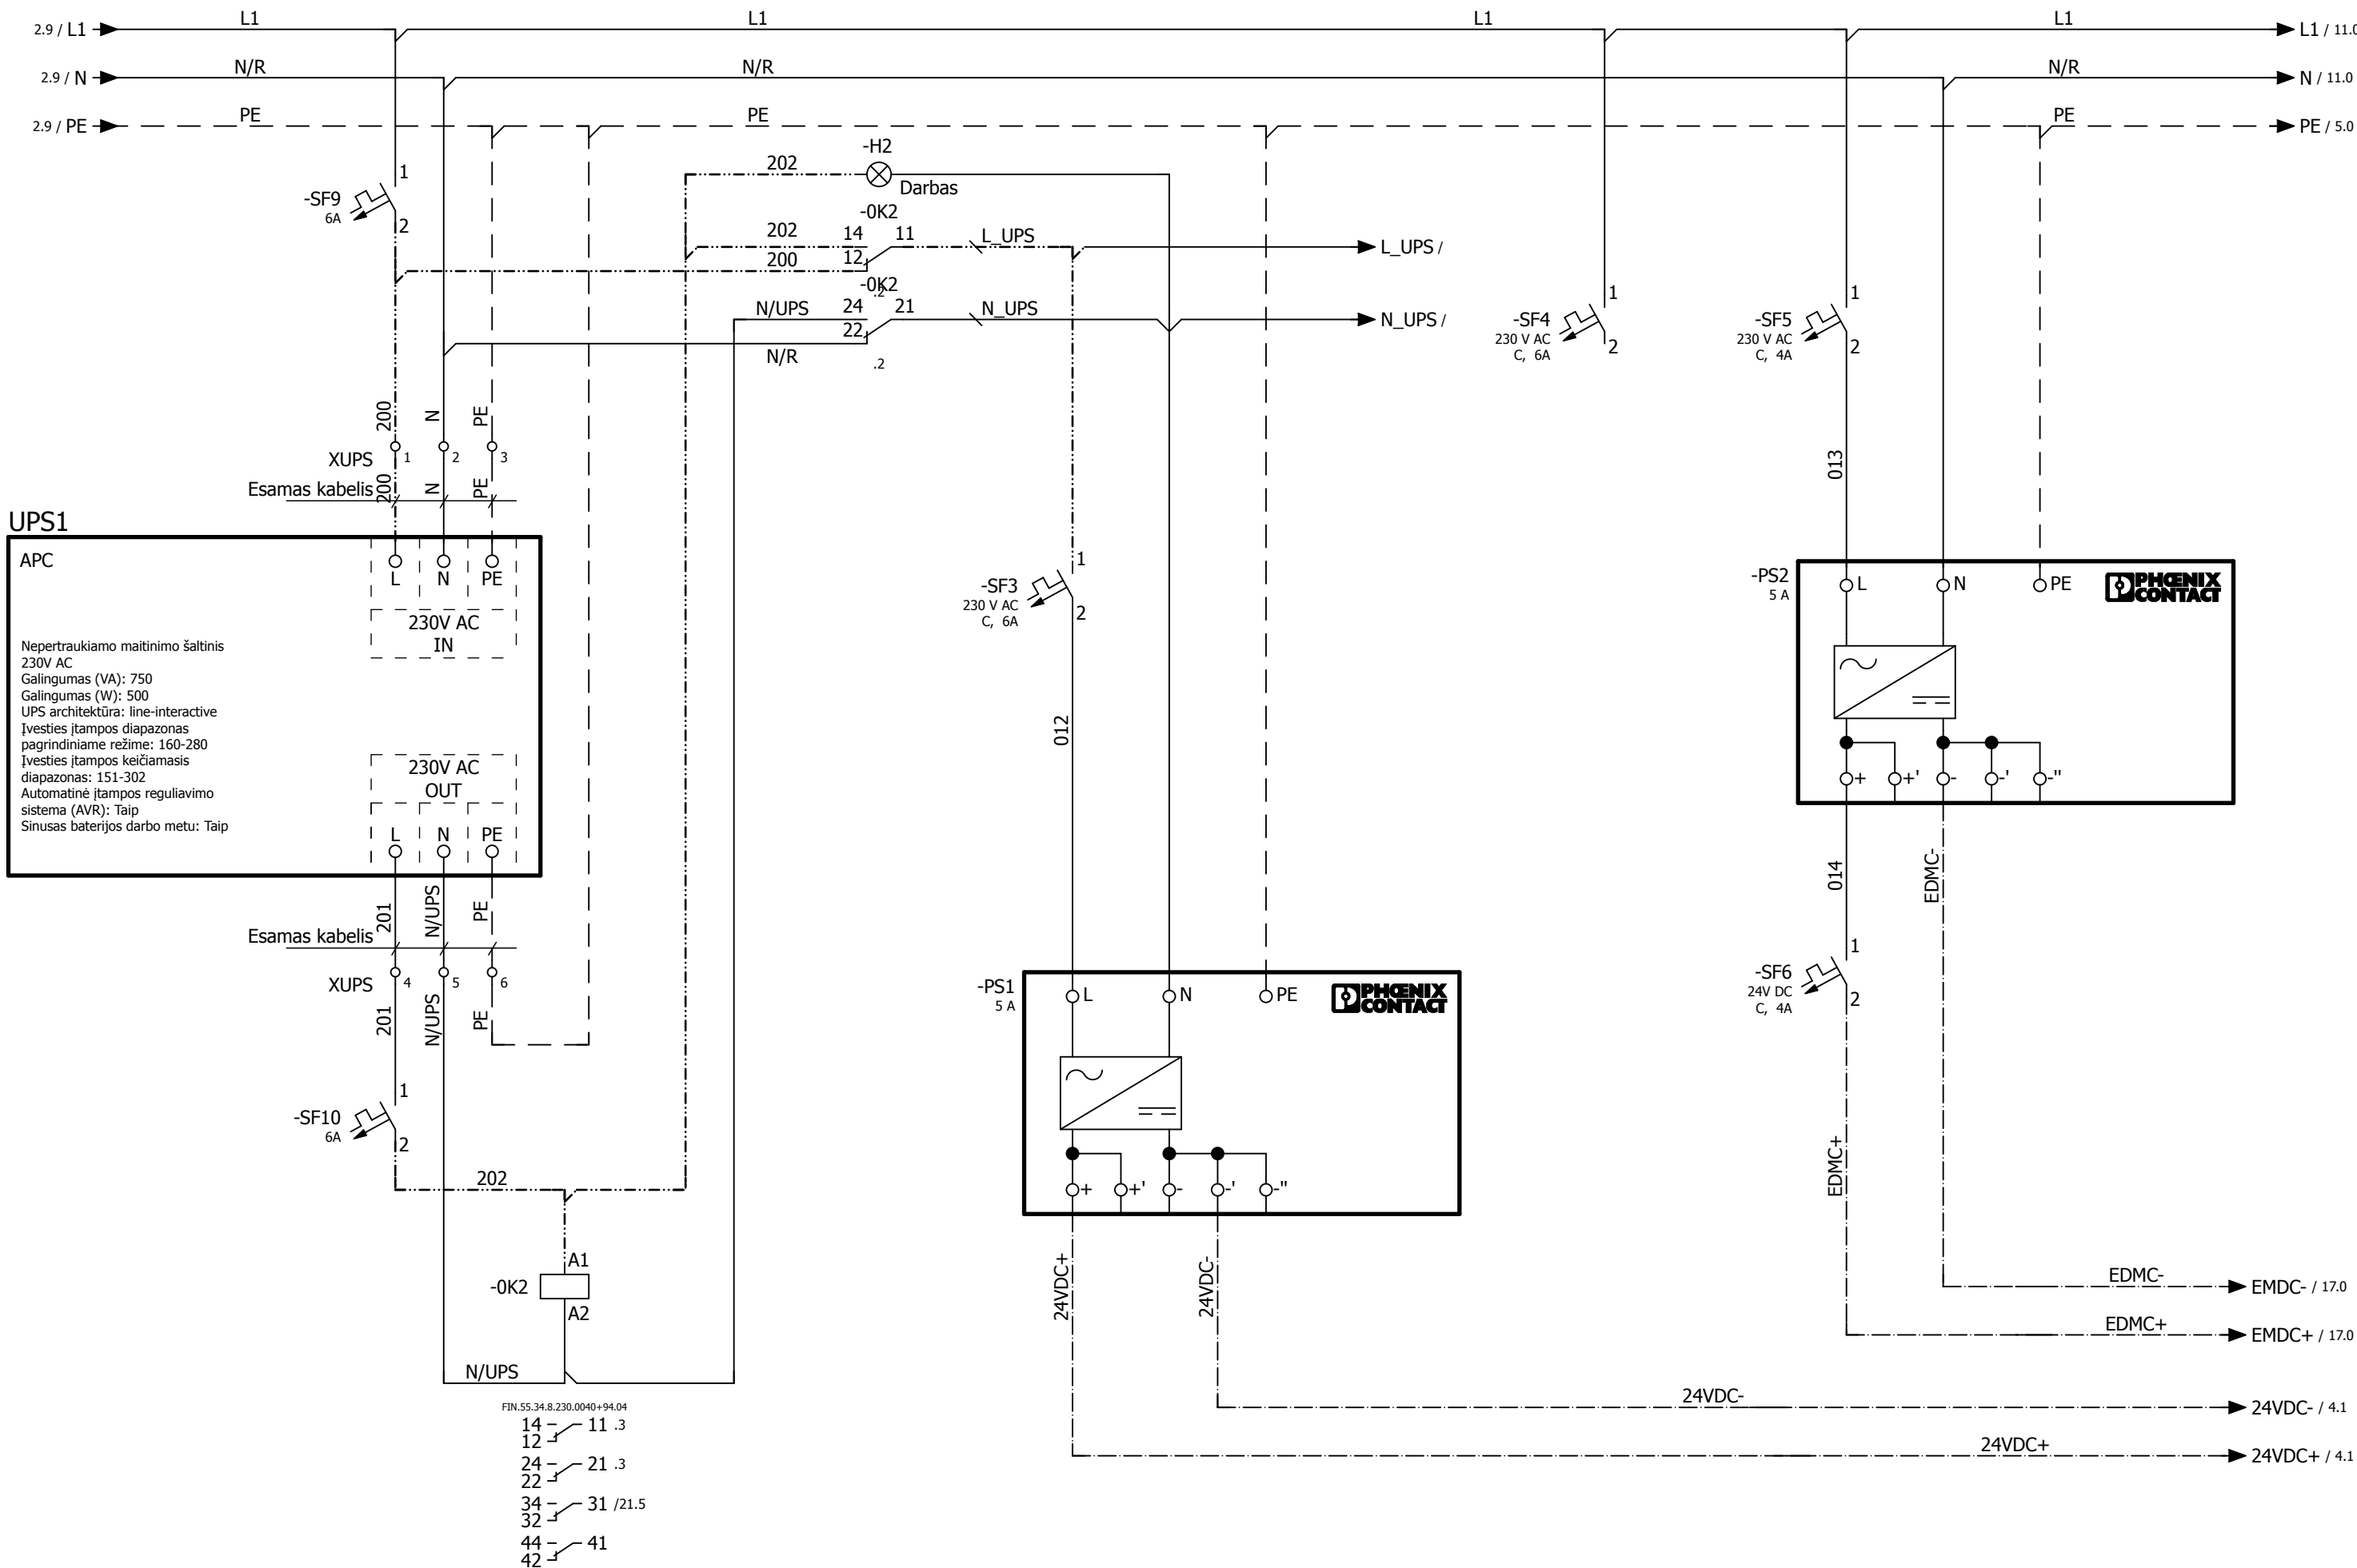 L1 L1 L1 L1
2.9 / L1 L1 / 11.0
N/R N/R N/R
2.9 / N N / 11.0
PE PE PE
2.9 / PE PE / 5.0
-H2
202
Darbas
1
-SF9
6A
2
-0K2
202 14 11 L_UPS
L_UPS /
200 12
.2
-0K2
N/UPS 24 21 N_UPS
N_UPS /
22
N/R
.2
1
-SF4
230 V AC
C, 6A
2
1
-SF5
230 V AC
C, 4A
2
200 N PE
XUPS 1 2 3
Esamas kabelis
200 N PE
013
UPS1
APC
L N PE
230V AC
IN
Nepertraukiamo maitinimo šaltinis
230V AC
Galingumas (VA): 750
Galingumas (W): 500
UPS architektūra: line-interactive
Įvesties įtampos diapazonas
pagrindiniame režime: 160-280
Įvesties įtampos keičiamasis
diapazonas: 151-302
Automatinė įtampos reguliavimo
sistema (AVR): Taip
Sinusas baterijos darbo metu: Taip
230V AC
OUT
L N PE
1
-SF3
230 V AC
C, 6A
2
012
-PS2
5 A
L N PE
PHŒNIX
CONTACT
+ +' - -' -"
201 N/UPS PE
Esamas kabelis
XUPS 4 5 6
201 N/UPS PE
014
EDMC-
1
-SF6
24V DC
C, 4A
2
-PS1
5 A
L N PE
PHŒNIX
CONTACT
+ +' - -' -"
1
-SF10
6A
2
202
EDMC+
A1
-0K2
A2
24VDC+
24VDC-
EDMC-
EMDC- / 17.0
EDMC+
EMDC+ / 17.0
N/UPS
24VDC-
24VDC- / 4.1
24VDC+
24VDC+ / 4.1
FIN.55.34.8.230.0040+94.04
14 11 .3
12
24 21 .3
22
34 31 /21.5
32
44 41
42